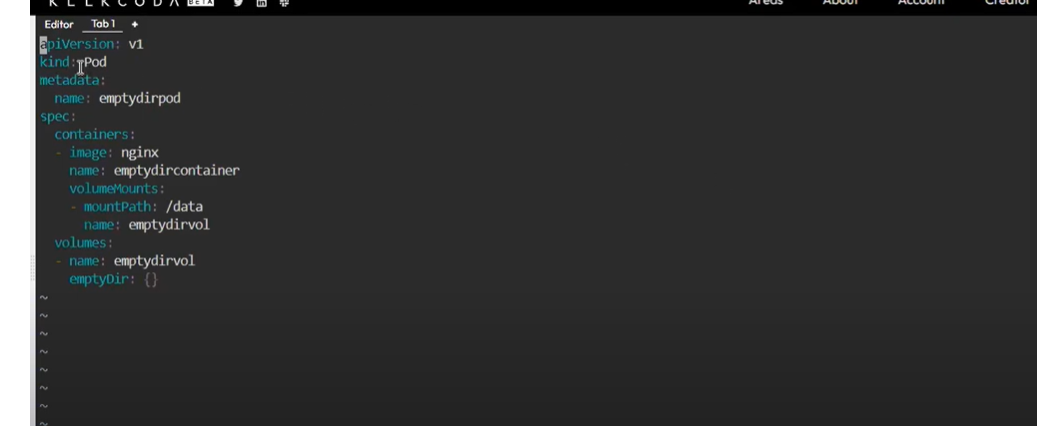 KILLERCODA BETA
Areas About Account Creator
Editor Tab 1 +
apiVersion: v1
kind: Pod
metadata:
  name: emptydirpod
spec:
  containers:
  - image: nginx
    name: emptydircontainer
    volumeMounts:
    - mountPath: /data
      name: emptydirvol
  volumes:
  - name: emptydirvol
    emptyDir: {}
~
~
~
~
~
~
~
~